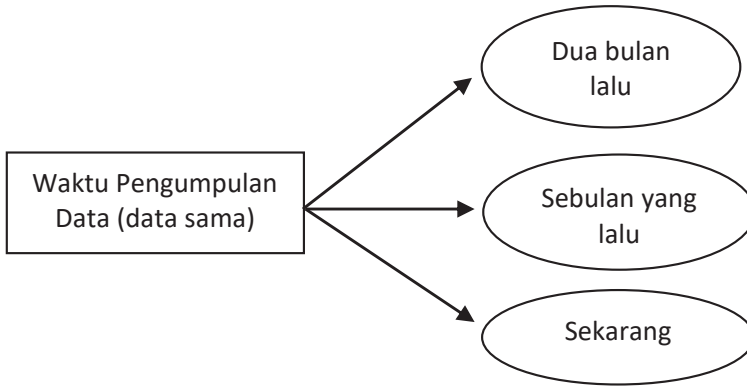 Waktu Pengumpulan
Data (data sama)
Dua bulan
lalu
Sebulan yang
lalu
Sekarang